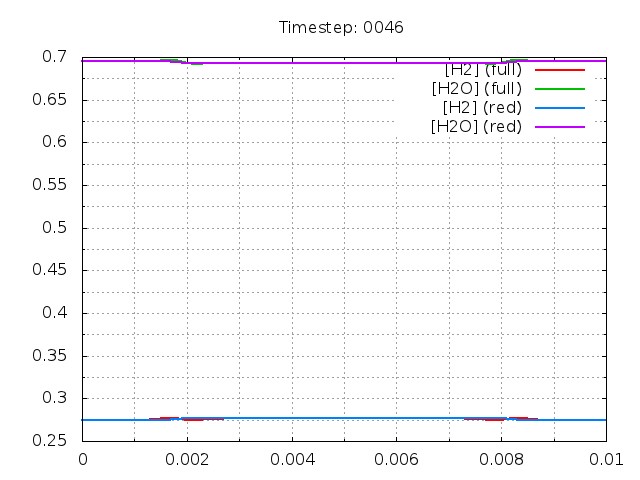 Timestep: 0046
0.7
[H2] (full)
[H2O] (full)
[H2] (red)
[H2O] (red)
0.65
0.6
0.55
0.5
0.45
0.4
0.35
0.3
0.25
0 0.002 0.004 0.006 0.008 0.01